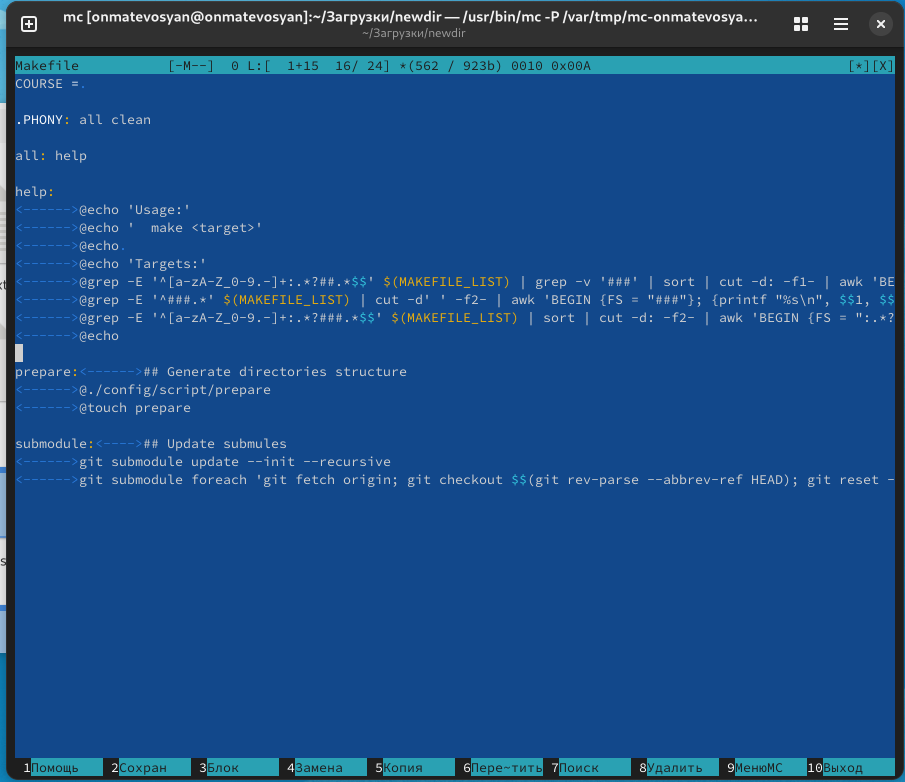 mc [onmatevosyan@onmatevosyan]:~/Загрузки/newdir — /usr/bin/mc -P /var/tmp/mc-onmatevosya…
~/Загрузки/newdir
Makefile [-M--] 0 L:[ 1+15 16/ 24] *(562 / 923b) 0010 0x00A [*][X]
COURSE =.
.PHONY: all clean
all: help
help:
<------>@echo 'Usage:'
<------>@echo '  make <target>'
<------>@echo.
<------>@echo 'Targets:'
<------>@grep -E '^[a-zA-Z_0-9.-]+:.*?##.*$$' $(MAKEFILE_LIST) | grep -v '###' | sort | cut -d: -f1- | awk 'BE
<------>@grep -E '^###.*' $(MAKEFILE_LIST) | cut -d' ' -f2- | awk 'BEGIN {FS = "###"}; {printf "%s\n", $$1, $$
<------>@grep -E '^[a-zA-Z_0-9.-]+:.*?###.*$$' $(MAKEFILE_LIST) | sort | cut -d: -f2- | awk 'BEGIN {FS = ":.*?
<------>@echo
prepare:<------>## Generate directories structure
<------>@./config/script/prepare
<------>@touch prepare
submodule:<---->## Update submules
<------>git submodule update --init --recursive
<------>git submodule foreach 'git fetch origin; git checkout $$(git rev-parse --abbrev-ref HEAD); git reset -
1Помощь 2Сохран 3Блок 4Замена 5Копия 6Пере~тить 7Поиск 8Удалить 9МенюMC 10Выход